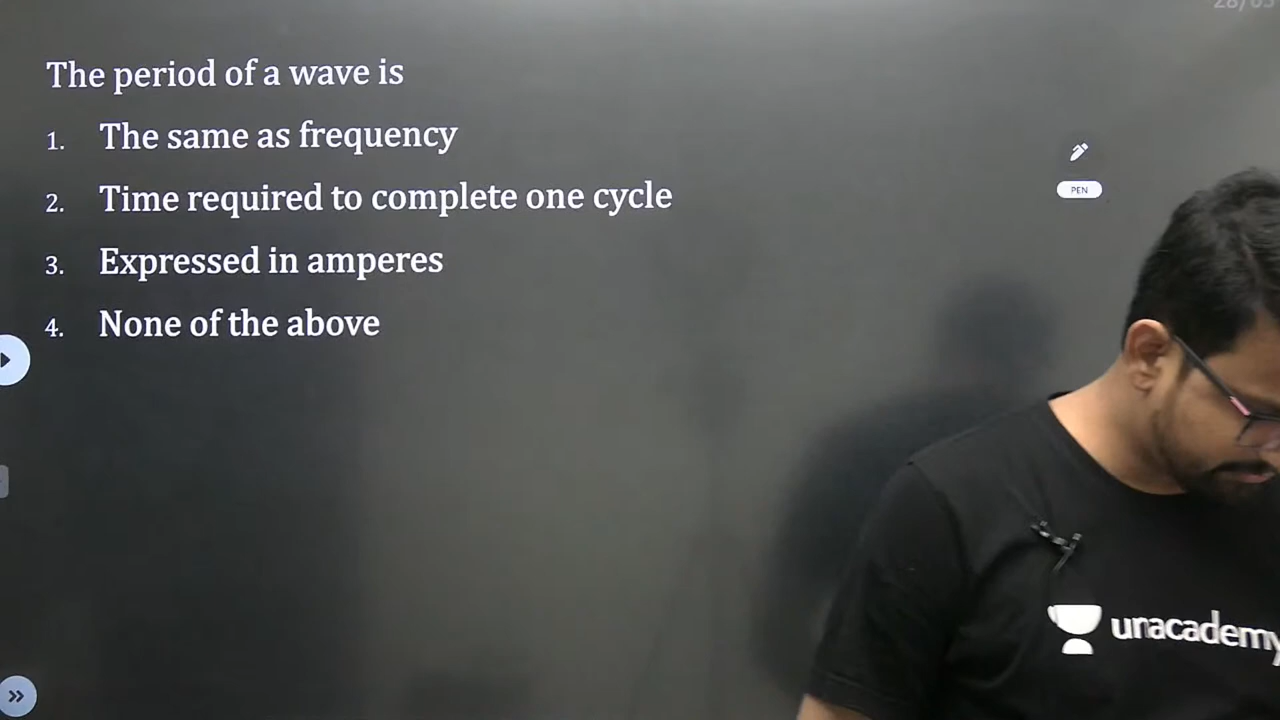 The period of a wave is
1. The same as frequency
2. Time required to complete one cycle
3. Expressed in amperes
4. None of the above
PEN
unacademy